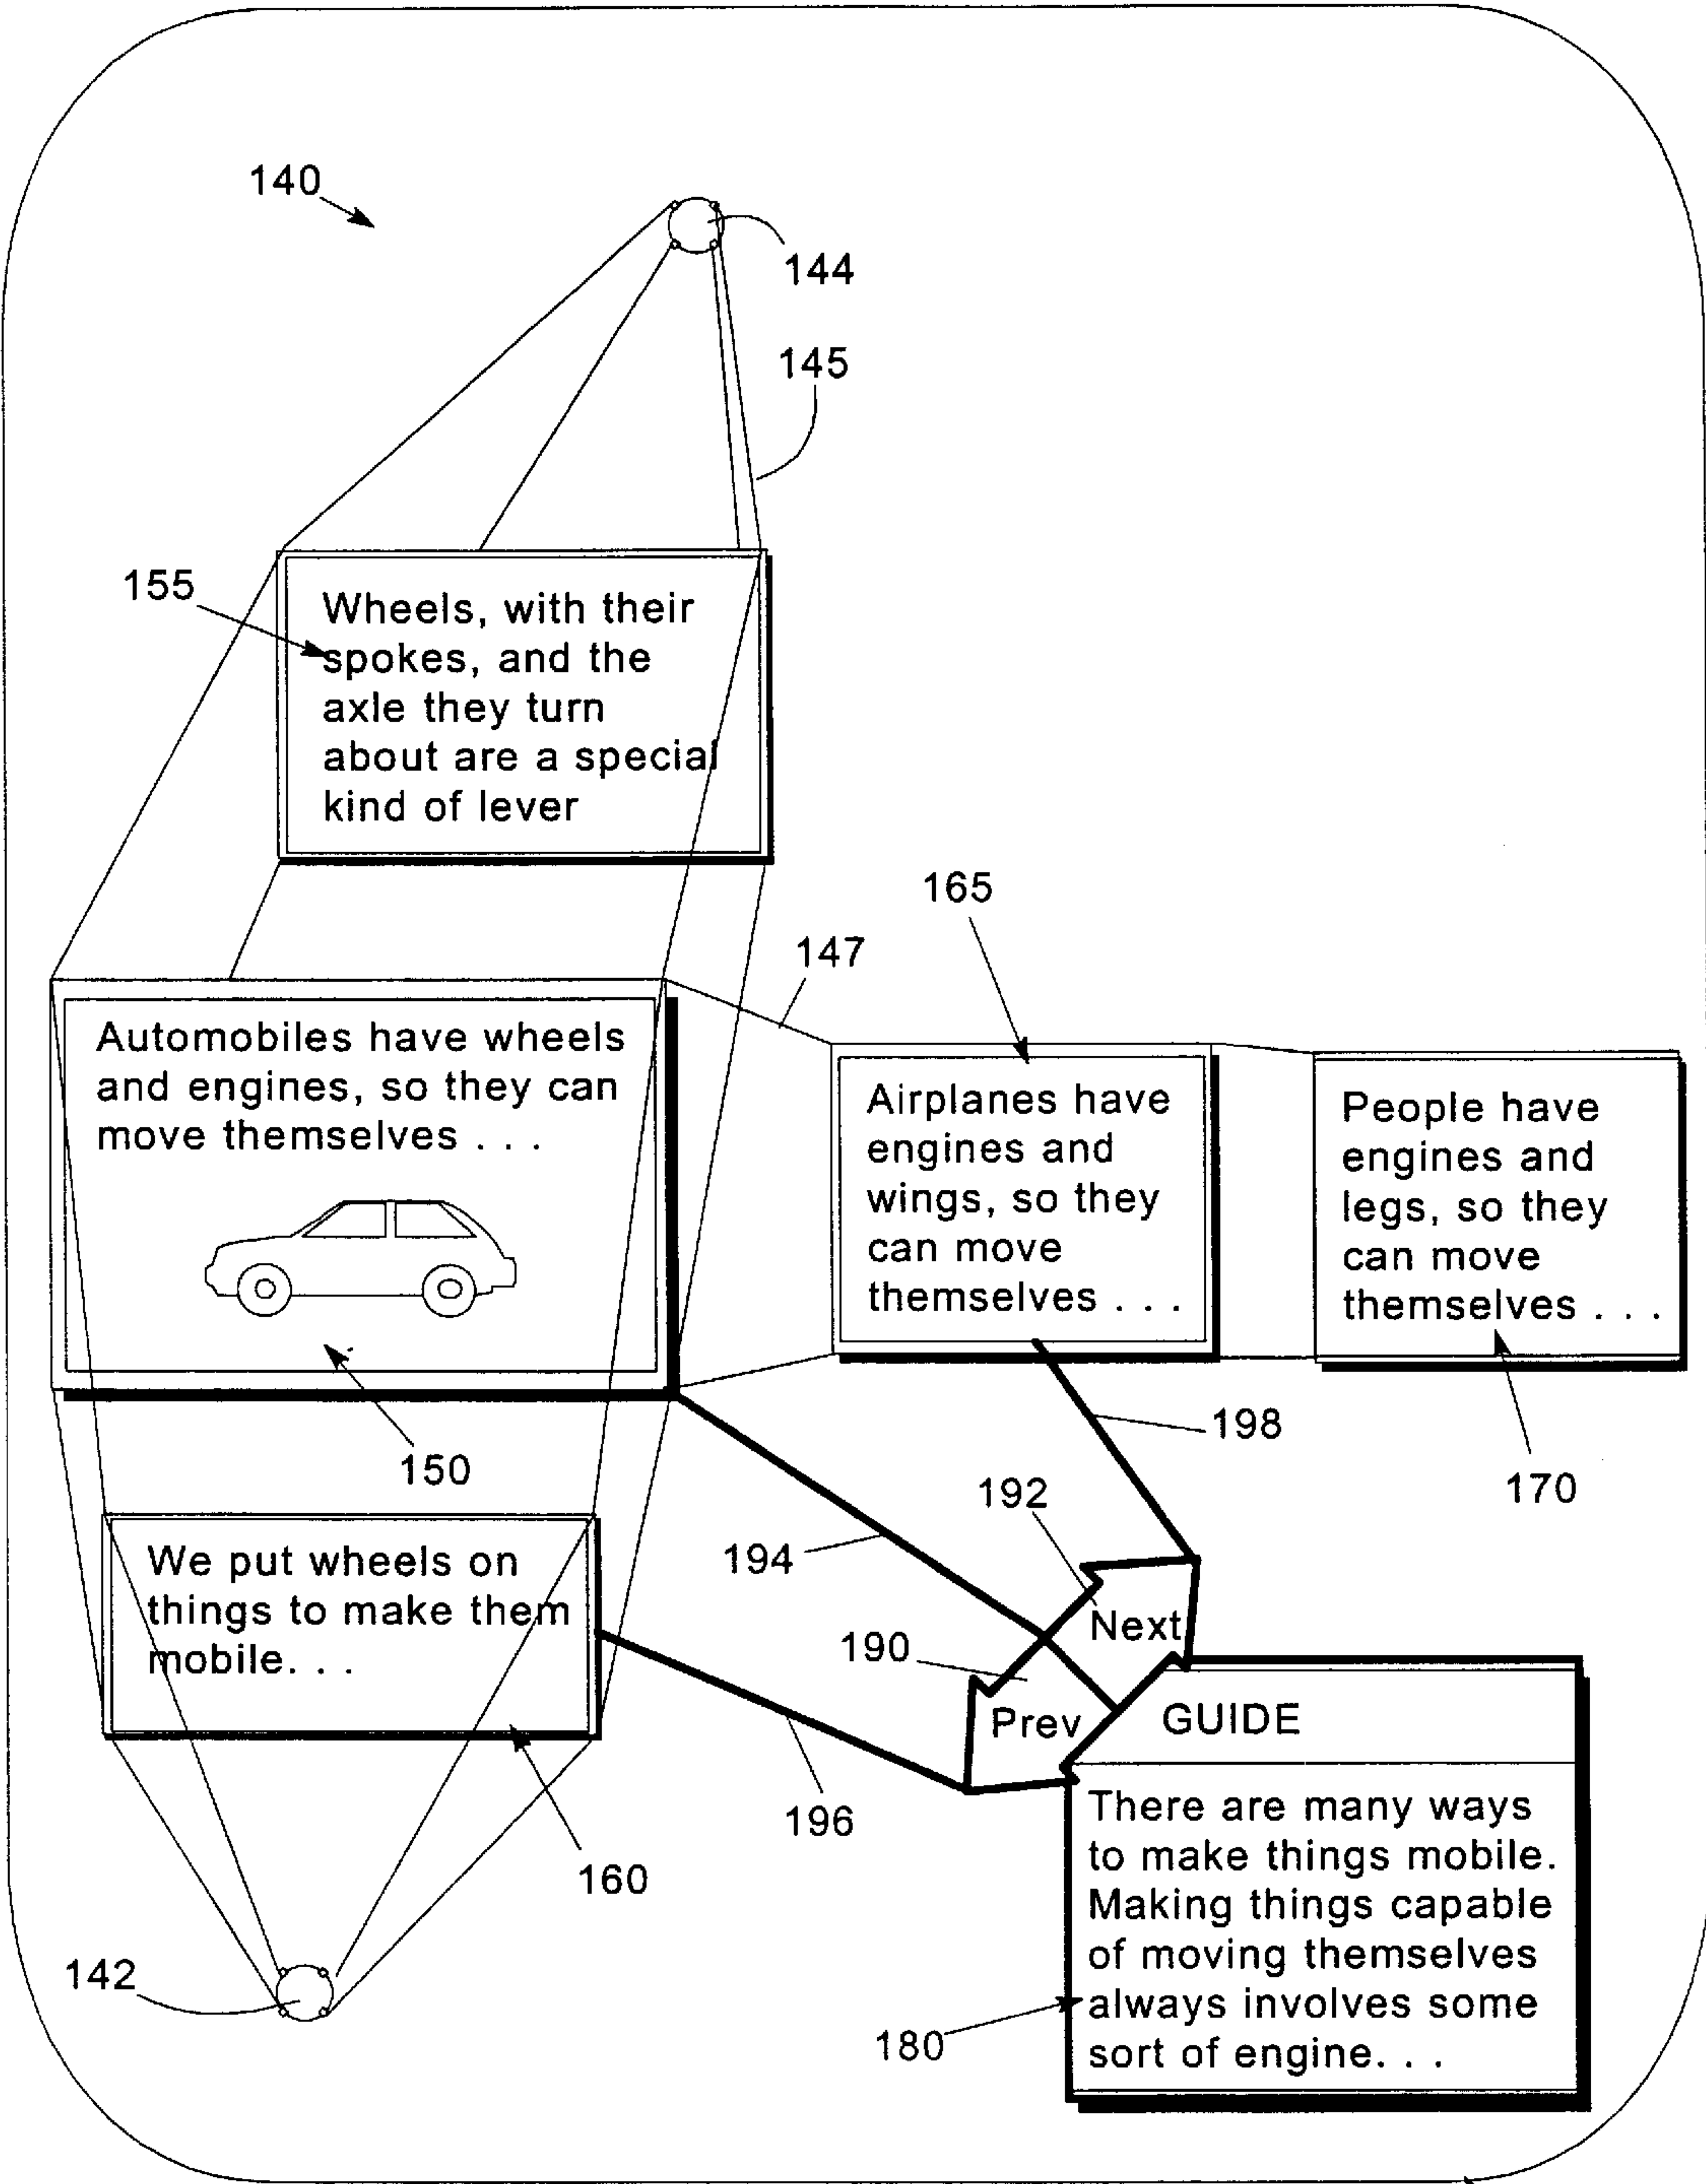 140
144
145
155
Wheels, with their
spokes, and the
axle they turn
about are a special
kind of lever
165
147
Automobiles have wheels
and engines, so they can
move themselves . . .
Airplanes have
engines and
wings, so they
can move
themselves . . .
People have
engines and
legs, so they
can move
themselves . . .
150
198
170
192
194
We put wheels on
things to make them
mobile. . .
190
Next
Prev
GUIDE
196
160
There are many ways
to make things mobile.
Making things capable
of moving themselves
always involves some
sort of engine. . .
142
180